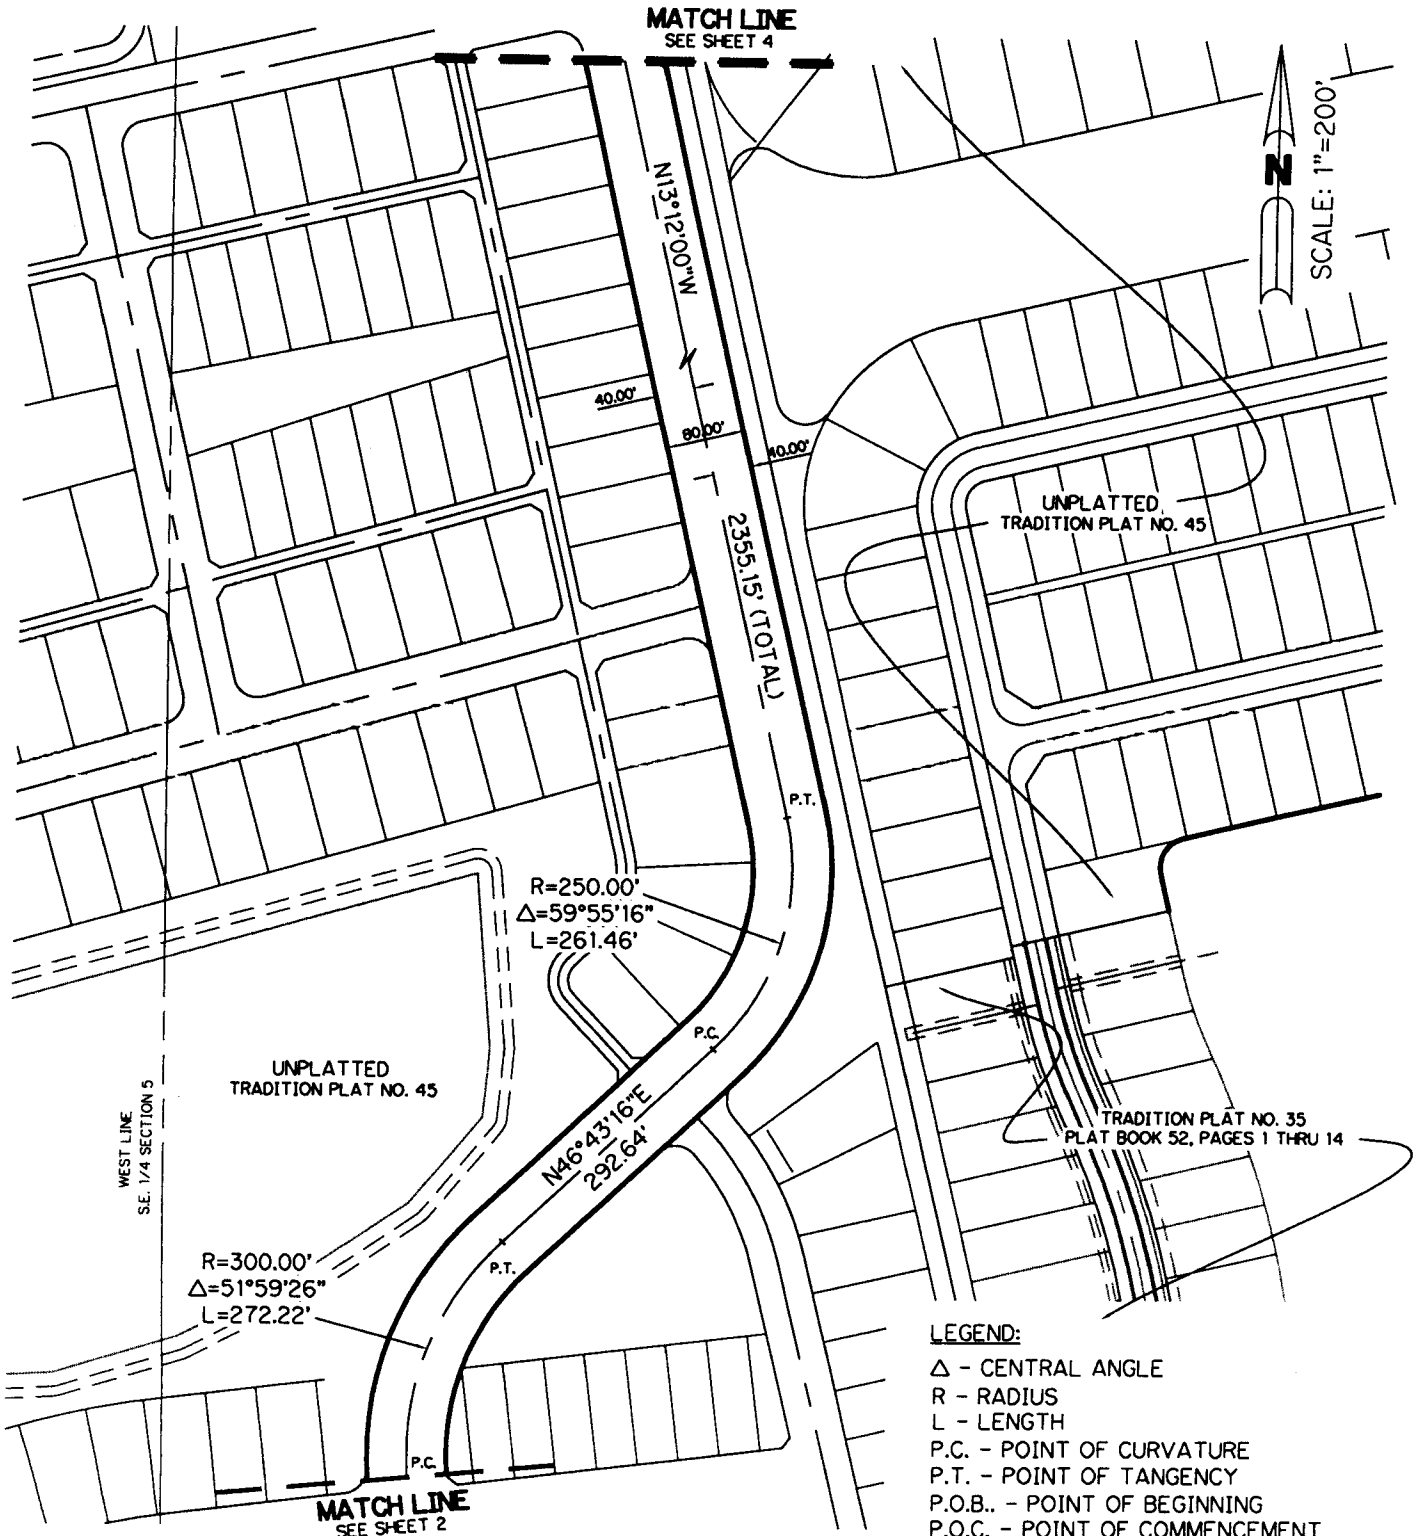 MATCH LINE
SEE SHEET 4
N
SCALE: 1"=200'
N13°12'00"W
40.00'
80.00'
40.00'
2355.15' (TOTAL)
UNPLATTED
TRADITION PLAT NO. 45
P.T.
R=250.00'
Δ=59°55'16"
L=261.46'
P.C.
UNPLATTED
TRADITION PLAT NO. 45
WEST LINE
S.E. 1/4 SECTION 5
N46°43'16"E
292.64'
TRADITION PLAT NO. 35
PLAT BOOK 52, PAGES 1 THRU 14
P.T.
R=300.00'
Δ=51°59'26"
L=272.22'
P.C.
MATCH LINE
SEE SHEET 2
LEGEND:
Δ - CENTRAL ANGLE
R - RADIUS
L - LENGTH
P.C. - POINT OF CURVATURE
P.T. - POINT OF TANGENCY
P.O.B.. - POINT OF BEGINNING
P.O.C. - POINT OF COMMENCEMENT